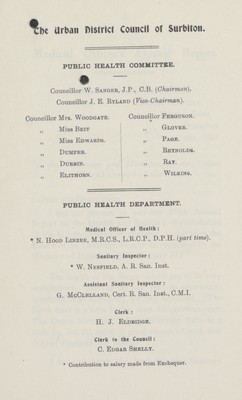 The Urban District Council of Surbiton.
PUBLIC HEALTH COMMITTEE.
Councillor W. Sanger, J.P., C.B. (Chairman).
Councillor J. E. Ryland (Vice-Chairman).
Councillor Mrs. Woodgate. Councillor Ferguson.
„ Miss Best „ Glover.
„ Miss Edwards. „ Page.
„ Dumper. „ Reynolds.
„ Durbin. „ Ray.
„ Elithorn. „ Wilking.
PUBLIC HEALTH DEPARTMENT.
Medical Officer of Health:
* N. Hood Linzee, M.R.C.S., L.R.C.P., D.P.H. (part time).
Sanitary Inspector:
* W. Nesfield, A. R. San. Inst.
Assistant Sanitary Inspector:
G. McClelland, Cert. R. San. Inst., C.M.I.
Clerk:
H. J. Eldridge.
Clerk to the Council:
C. Edgar Shelly.
* Contribution to salary made from Exchequer.